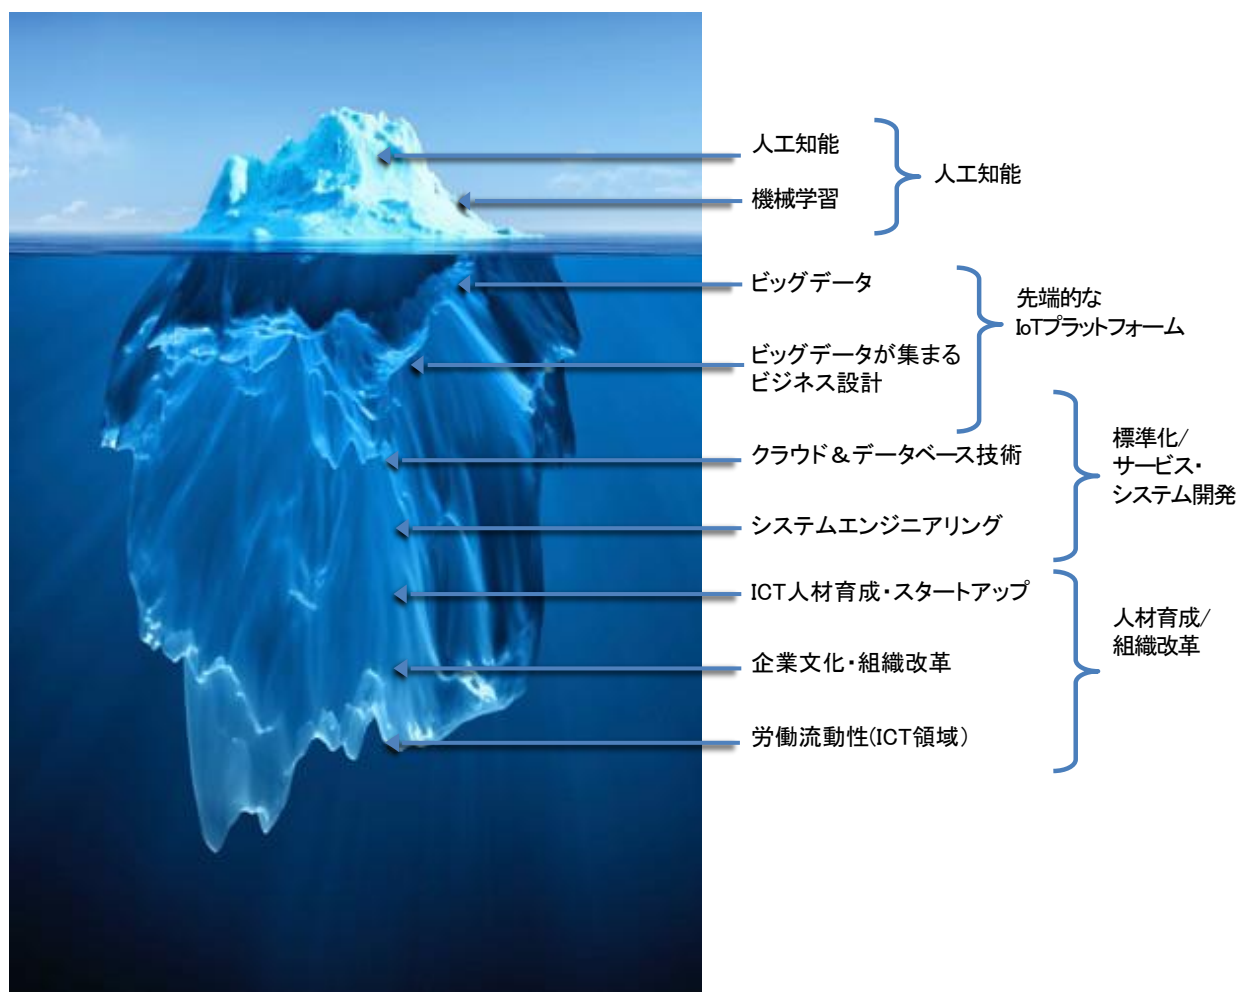 人工知能
機械学習
人工知能
ビッグデータ
ビッグデータが集まる
ビジネス設計
先端的な
IoTプラットフォーム
クラウド＆データベース技術
システムエンジニアリング
標準化/
サービス・
システム開発
ICT人材育成・スタートアップ
企業文化・組織改革
労働流動性(ICT領域）
人材育成/
組織改革